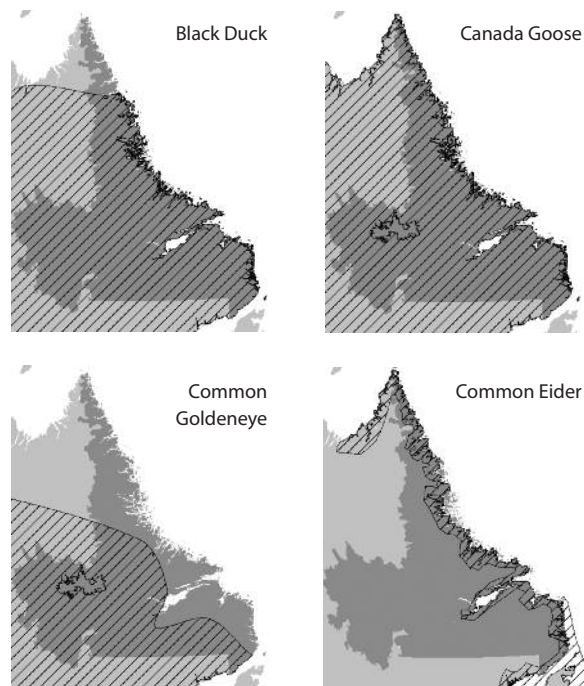 Black Duck
Canada Goose
Common
Goldeneye
Common Eider